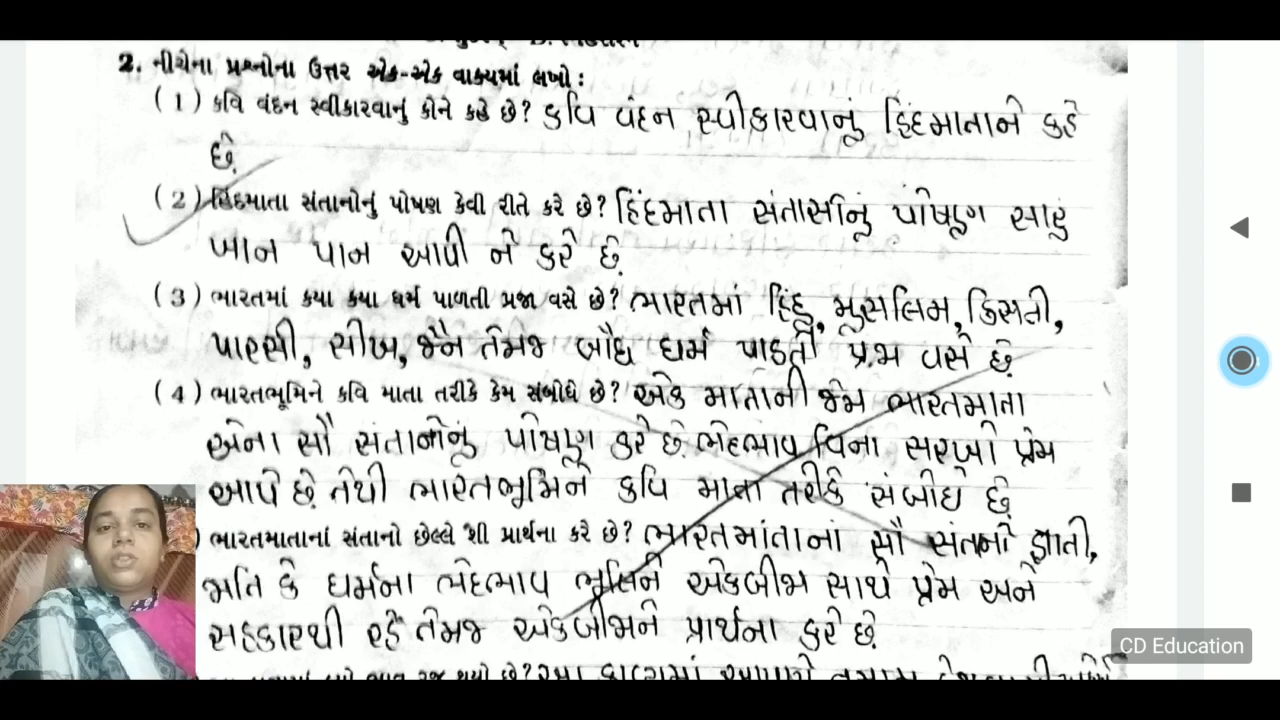 2. નીચેના પ્રશ્નોના ઉત્તર એક-એક વાક્યમાં લખો :
(1) કવિ વંદન સ્વીકારવાનું કોને કહે છે? કવિ વંદન સ્વીકારવાનું હિંદમાતાને કહે
છે.
(2) હિંદમાતા સંતાનોનું પોષણ કેવી રીતે કરે છે? હિંદમાતા સંતાનોનું પોષણ સારુ
ખાન પાન આપી ને કરે છે.
(3) ભારતમાં કયા કયા ધર્મ પાળતી પ્રજા વસે છે? ભારતમાં હિંદુ, મુસલિમ, ક્રિસ્તી,
પારસી, સીખ, જૈન તેમજ બૌદ્ધ ધર્મ પાડતી પ્રજા વસે છે.
(4) ભારતભૂમિને કવિ માતા તરીકે કેમ સંબોધે છે? એક માતાની જેમ ભારતમાતા
એના સૌ સંતાનોનું પોષણ કરે છે. ભેદભાવ વિના સરખો પ્રેમ
આપે છે. તેથી ભારતભૂમિને કવિ માતા તરીકે સંબોધે છે.
) ભારતમાતાનાં સંતાનો છેલ્લે શી પ્રાર્થના કરે છે? ભારતમાંતાનાં સૌ સંતાનો જ્ઞાતી,
જાતિ કે ધર્મના ભેદભાવ ભૂલિને એકબીજા સાથે પ્રેમ અને
સહકારથી રહે તેમજ એકબીજાને પ્રાર્થના કરે છે.
CD Education